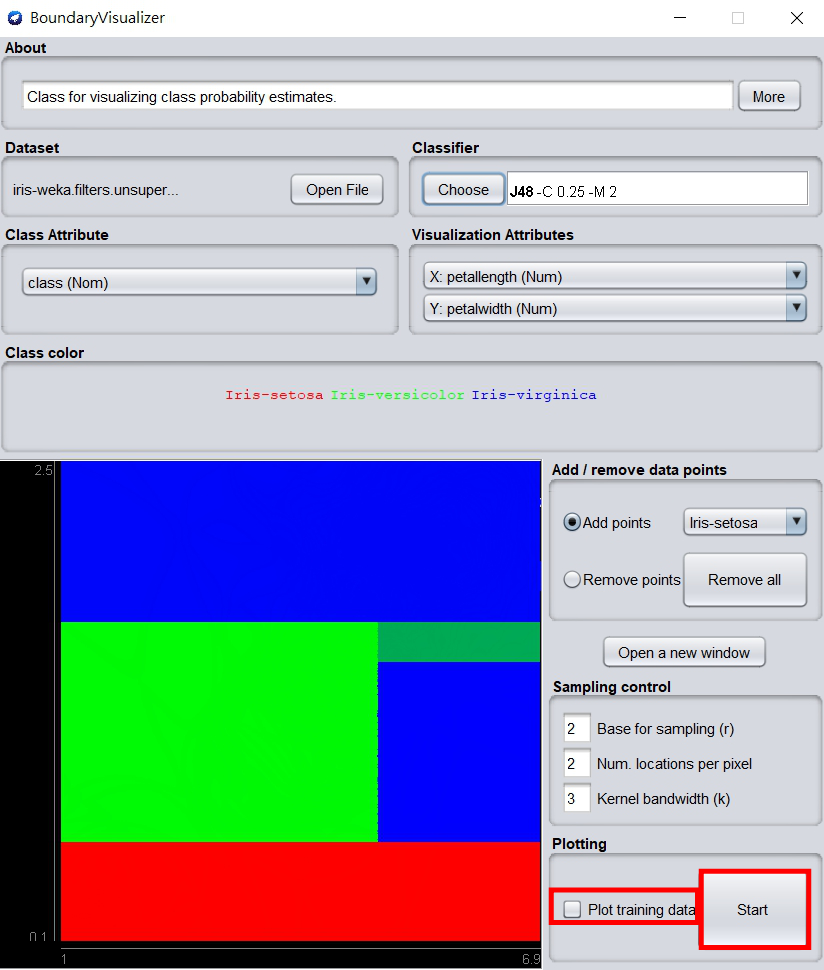 BoundaryVisualizer
About
Class for visualizing class probability estimates.
More
Dataset
Classifier
iris-weka.filters.unsuper...
Open File
Choose
J48 -C 0.25 -M 2
Class Attribute
Visualization Attributes
class (Nom)
X: petallength (Num)
Y: petalwidth (Num)
Class color
Iris-setosa Iris-versicolor Iris-virginica
2.5
Add / remove data points
Add points
Iris-setosa
Remove points
Remove all
Open a new window
Sampling control
2 Base for sampling (r)
2 Num. locations per pixel
3 Kernel bandwidth (k)
Plotting
Plot training data
Start
0.1
1
6.9